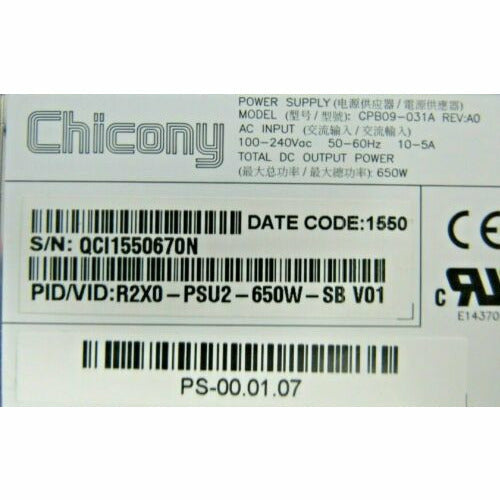 Chicony
POWER SUPPLY (电源供应器 / 電源供應器)
MODEL (型号 / 型號): CPB09-031A REV:A0
AC INPUT (交流输入 / 交流輸入)
100-240Vac 50-60Hz 10-5A
TOTAL DC OUTPUT POWER
(最大总功率 / 最大總功率): 650W
DATE CODE:1550
S/N: QCI1550670N
PID/VID:R2X0-PSU2-650W-SB V01
CE
c RU
E14370
PS-00.01.07